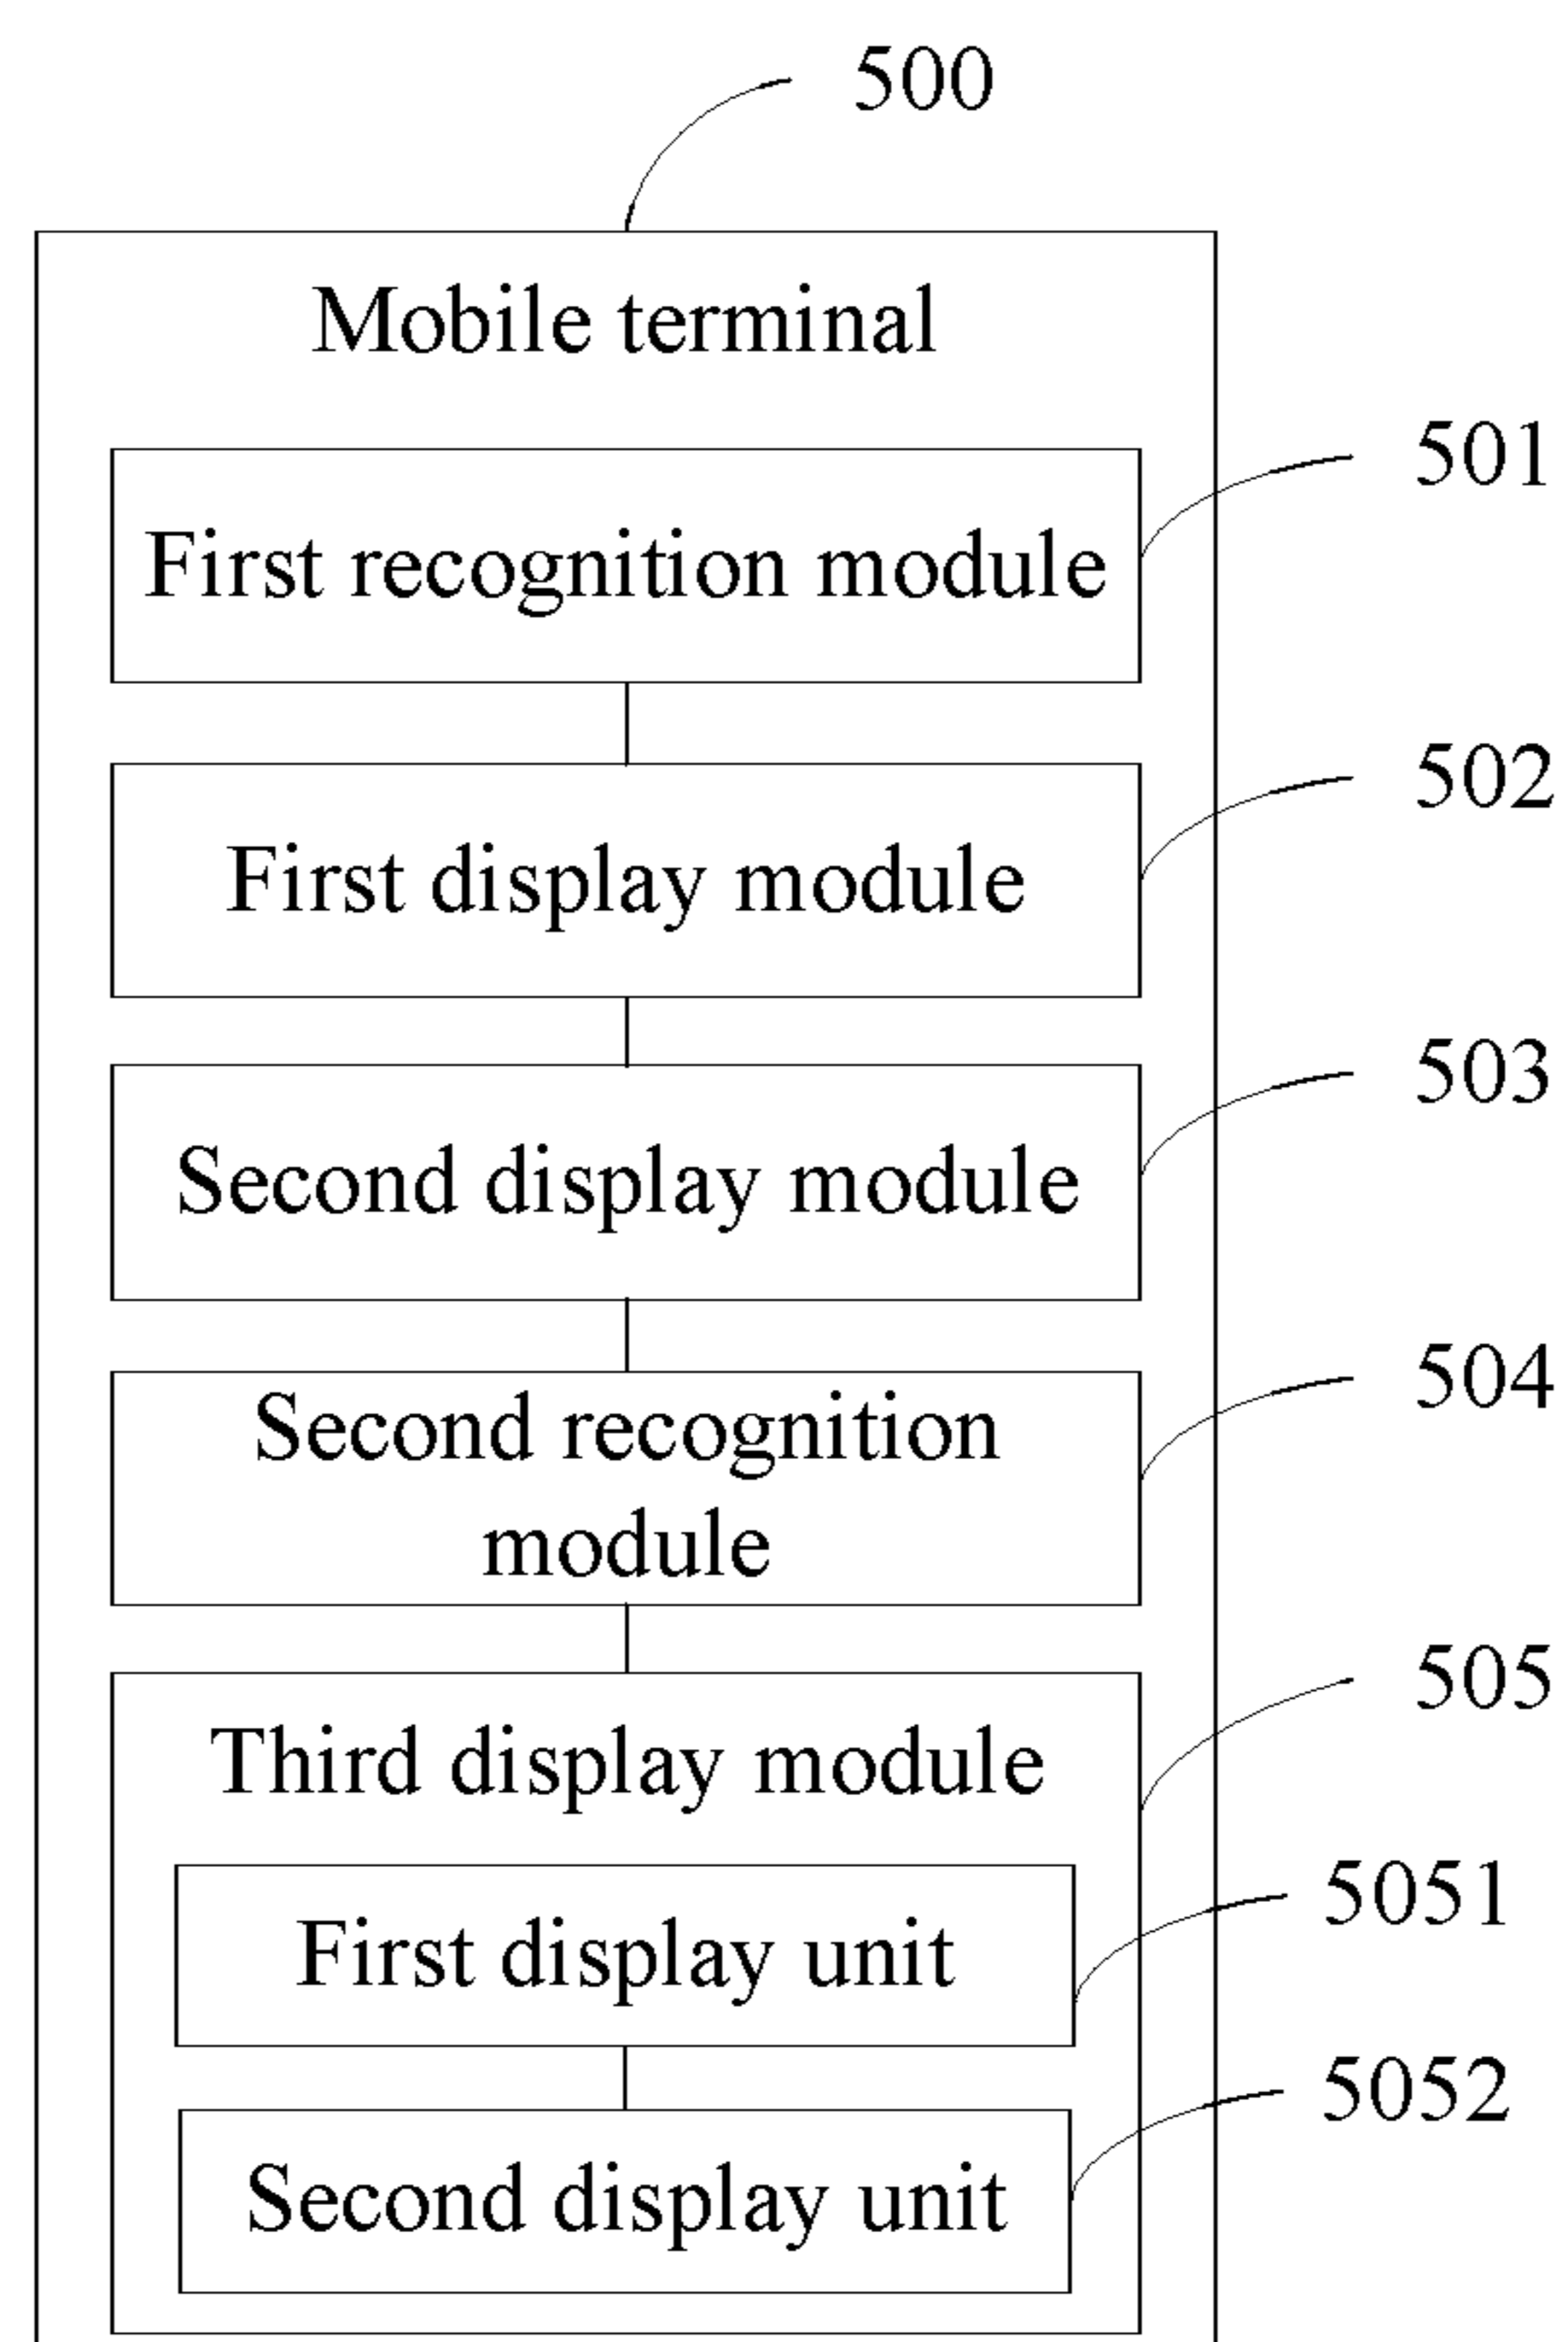 500
Mobile terminal
501
First recognition module
502
First display module
503
Second display module
504
Second recognition
module
505
Third display module
5051
First display unit
5052
Second display unit